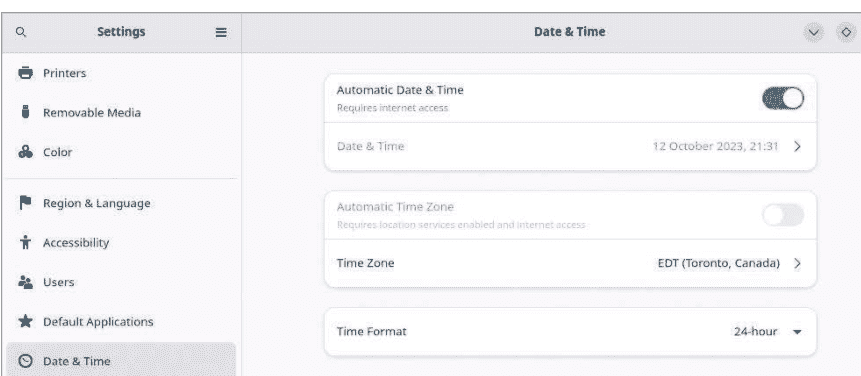 Settings
Date & Time
Printers
Removable Media
Color
Region & Language
Accessibility
Users
Default Applications
Date & Time
Automatic Date & Time
Requires internet access
Date & Time 12 October 2023, 21:31
Automatic Time Zone
Requires location services enabled and internet access
Time Zone EDT (Toronto, Canada)
Time Format 24-hour